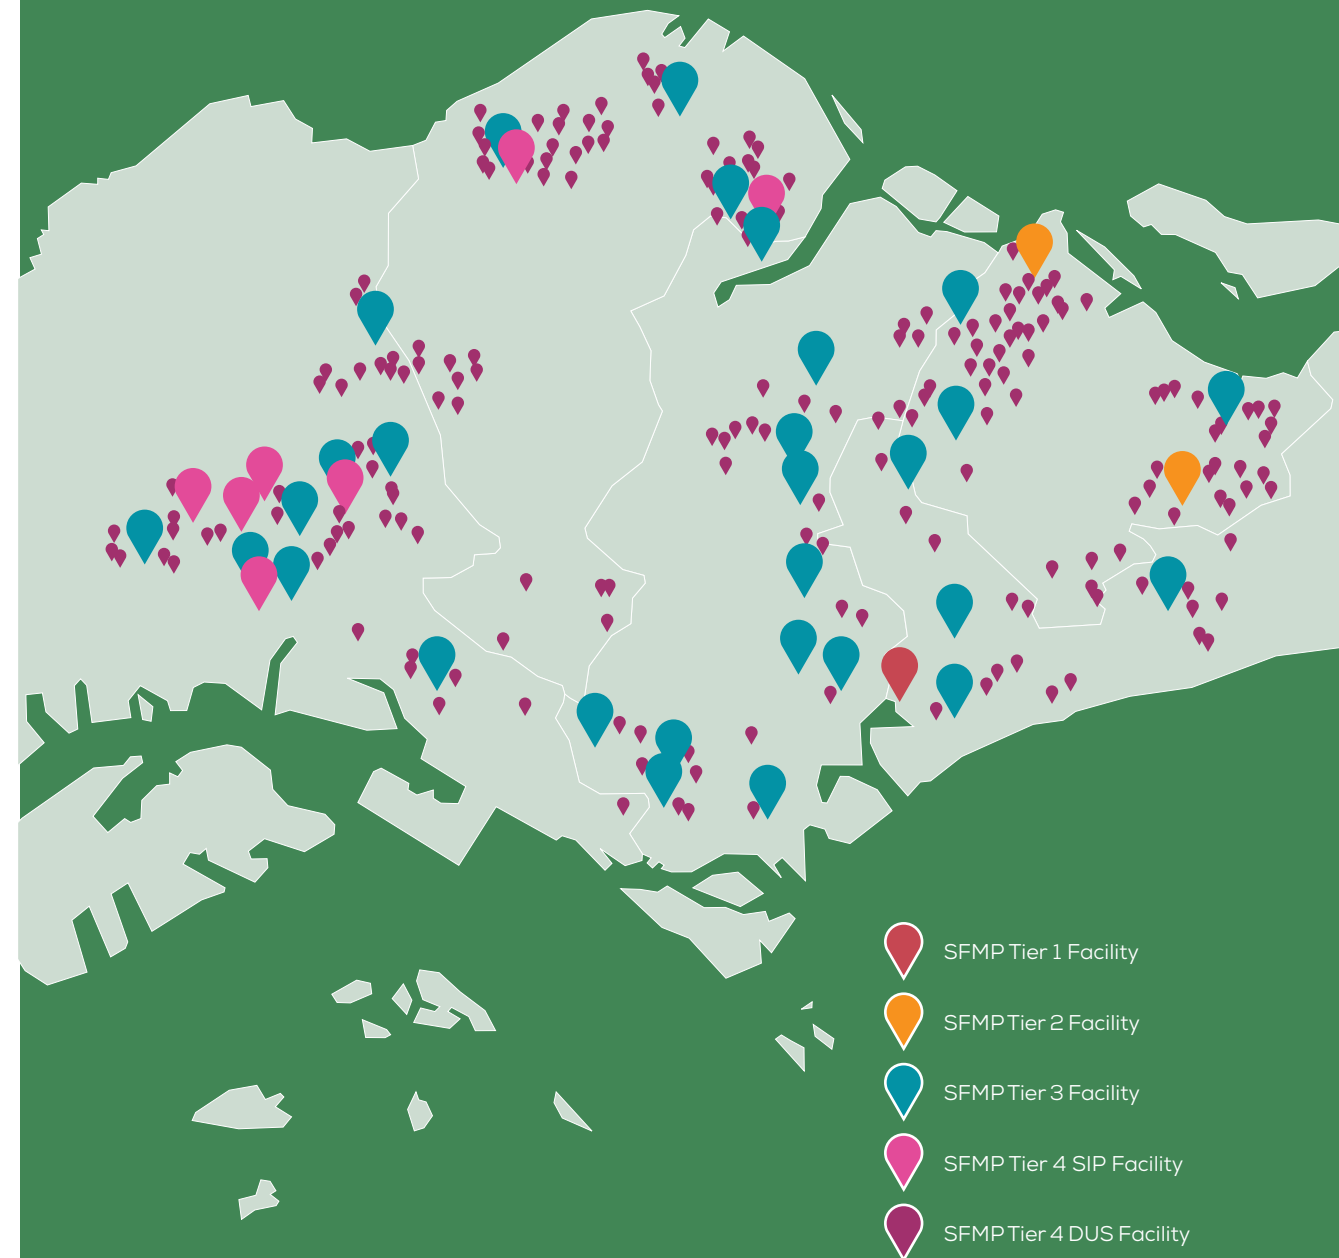 SFMP Tier 1 Facility
SFMP Tier 2 Facility
SFMP Tier 3 Facility
SFMP Tier 4 SIP Facility
SFMP Tier 4 DUS Facility